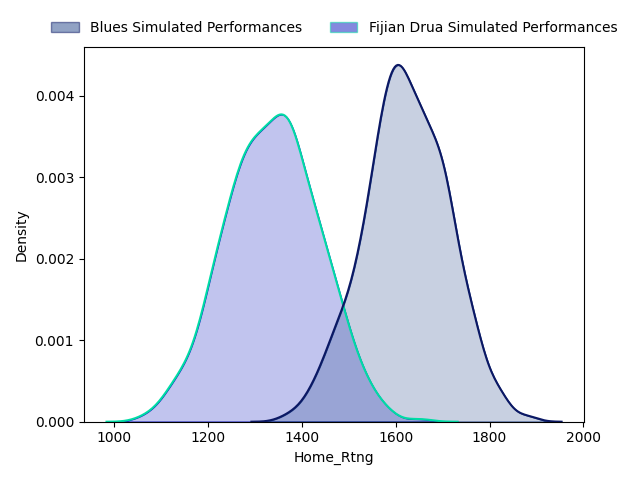 Blues Simulated Performances Fijian Drua Simulated Performances
0.004
0.003
0.002
0.001
0.000
Density
1000 1200 1400 1600 1800 2000
Home_Rtng